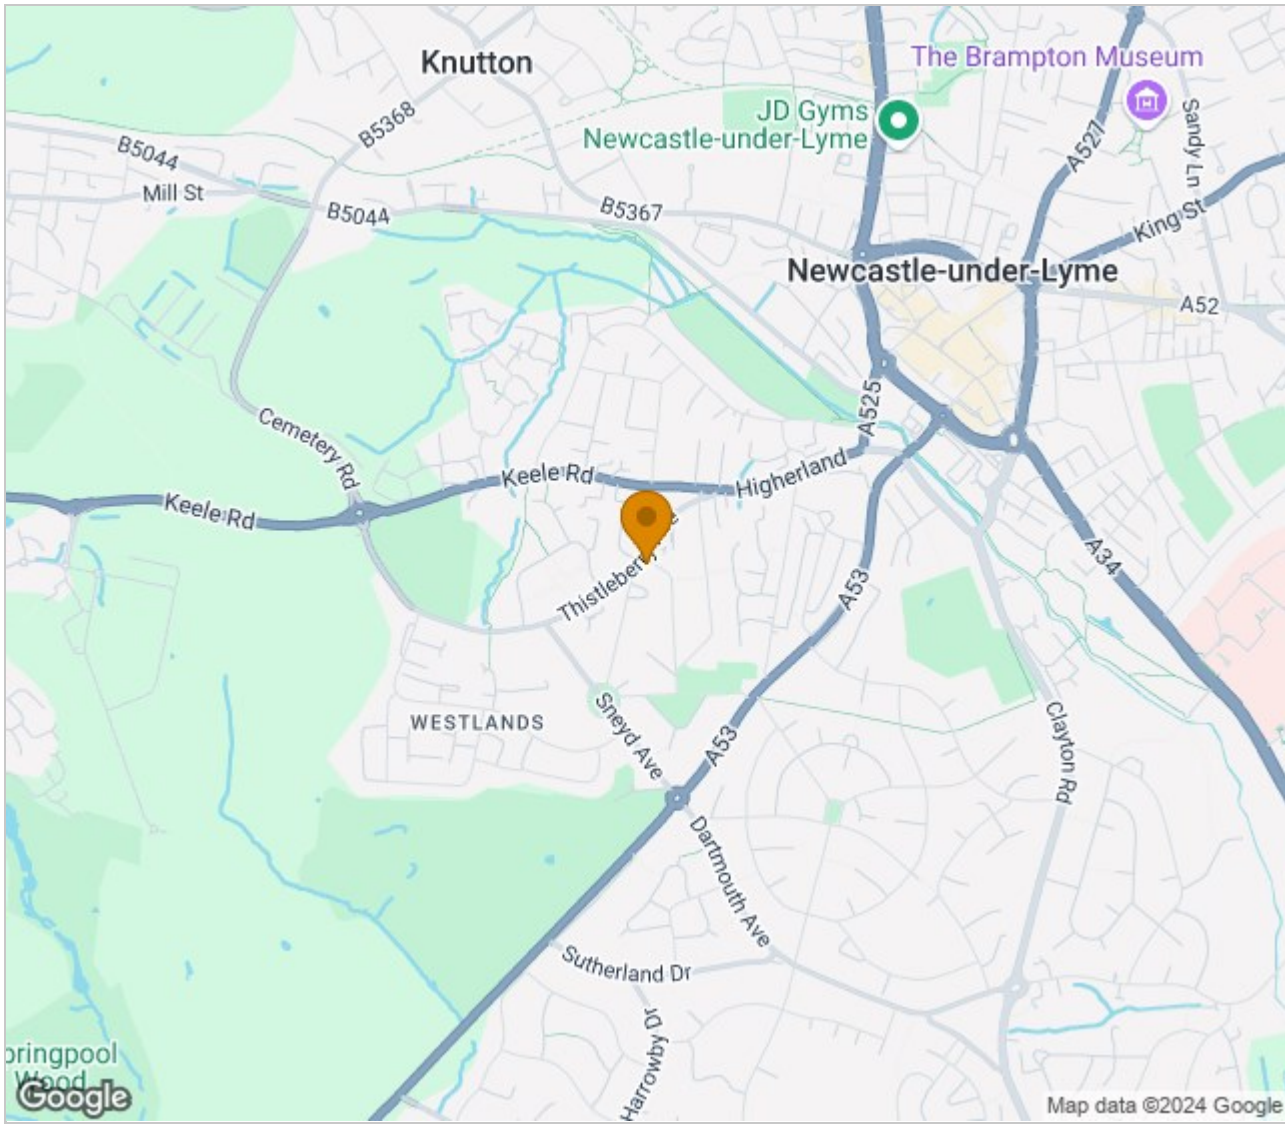 The Brampton Museum
Knutton
JD Gyms
Newcastle-under-Lyme
B5368
A527
Sandy Ln
B5044
Mill St
B5044
B5367
King St
Newcastle-under-Lyme
A52
A525
Cemetery Rd
Keele Rd
Higherland
Keele Rd
A34
Thistleberry
A53
WESTLANDS
Sneyd Ave
A53
Clayton Rd
Dartmouth Ave
Sutherland Dr
Harrowby Dr
pringpool
Wood
Google
Map data ©2024 Google